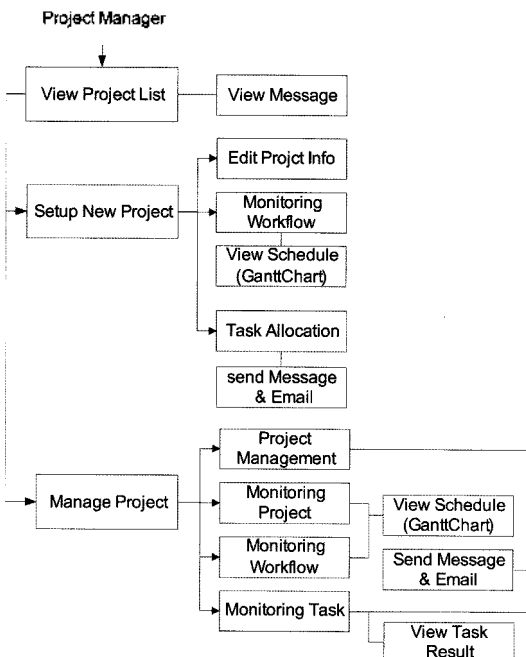 Project Manager
View Project List
View Message
Edit Projct Info
Setup New Project
Monitoring
Workflow
View Schedule
(GanttChart)
Task Allocation
send Message
& Email
Project
Management
Manage Project
Monitoring
Project
View Schedule
(GanttChart)
Monitoring
Workflow
Send Message
& Email
Monitoring Task
View Task
Result